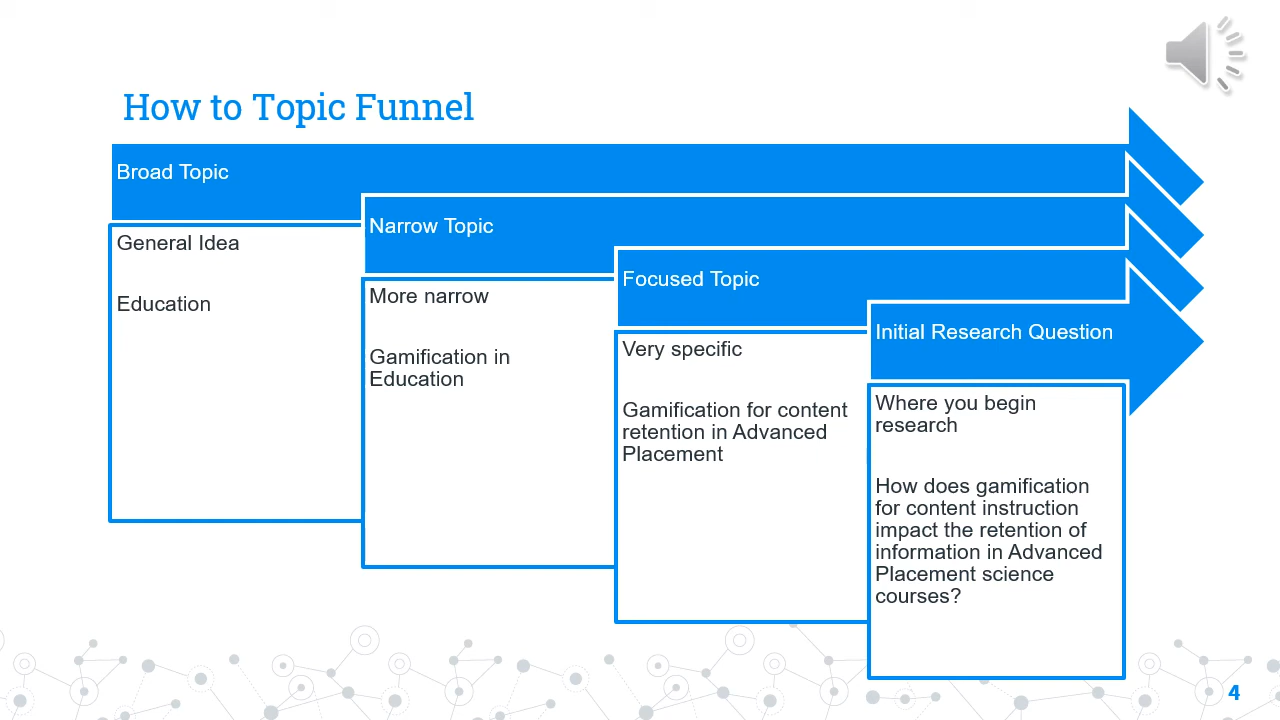 How to Topic Funnel
Broad Topic
General Idea
Education
Narrow Topic
More narrow
Gamification in
Education
Focused Topic
Very specific
Gamification for content
retention in Advanced
Placement
Initial Research Question
Where you begin
research
How does gamification
for content instruction
impact the retention of
information in Advanced
Placement science
courses?
4